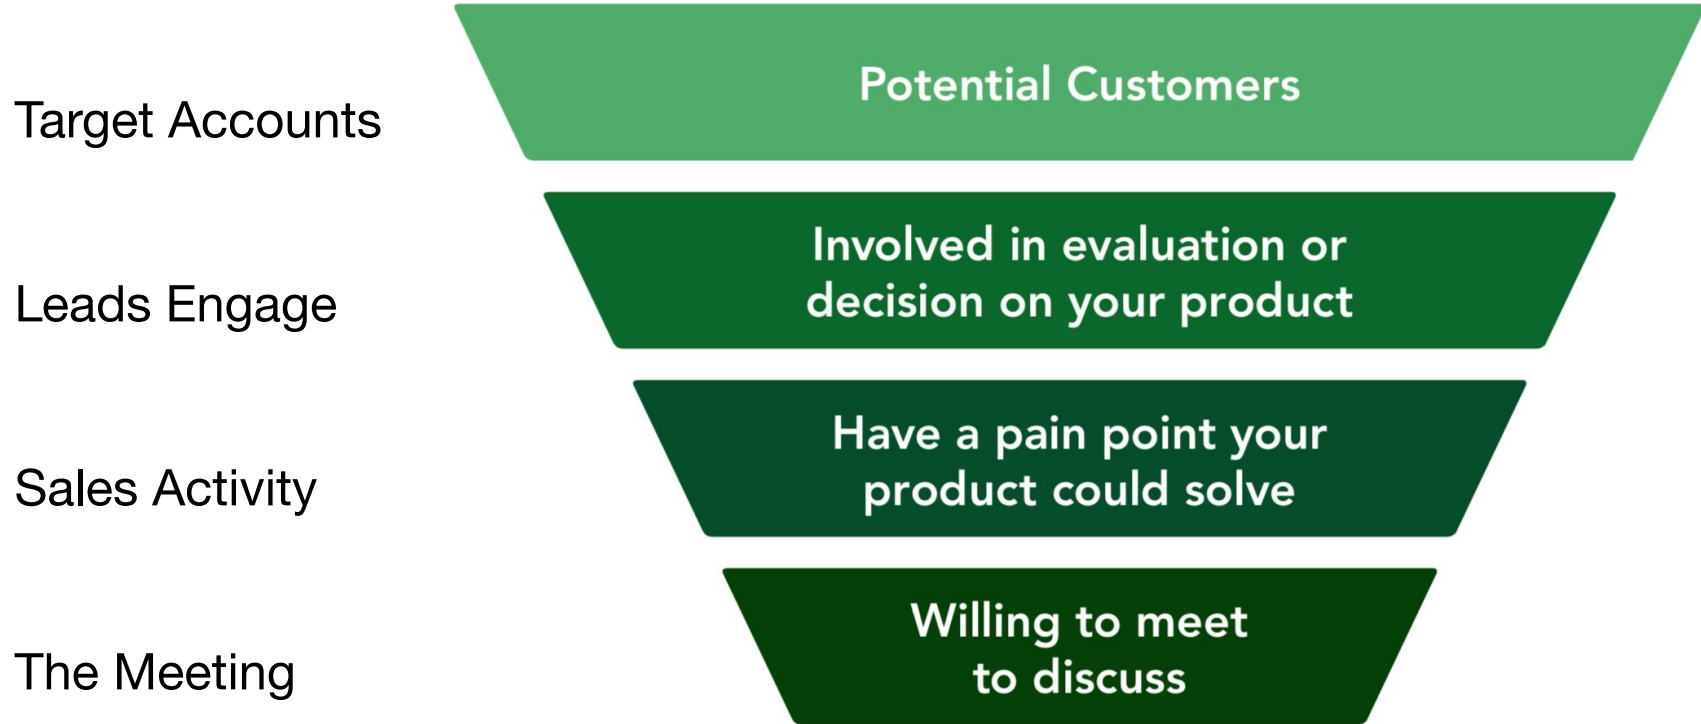 Target Accounts
Potential Customers
Leads Engage
Involved in evaluation or
decision on your product
Sales Activity
Have a pain point your
product could solve
The Meeting
Willing to meet
to discuss